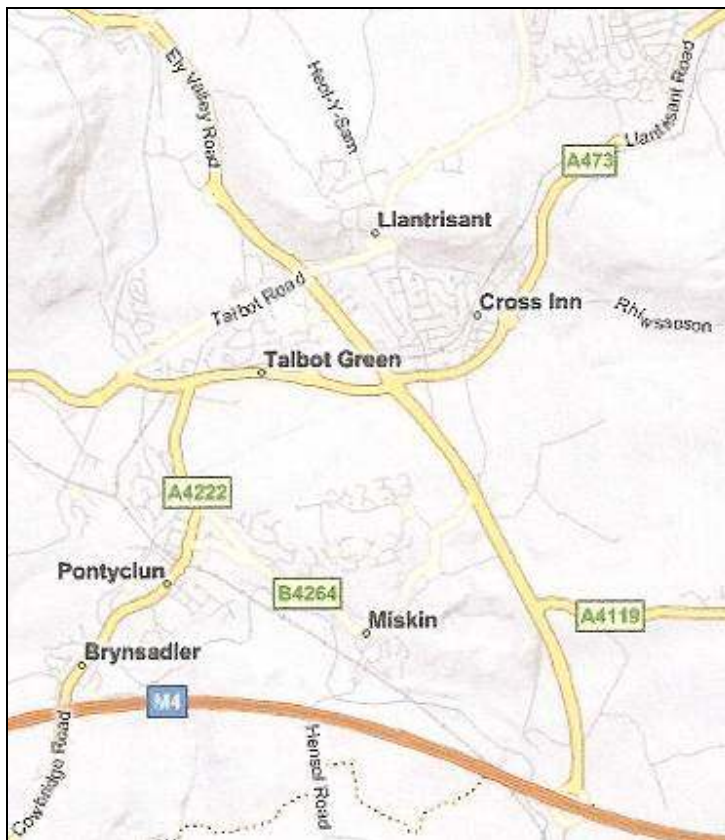 Ely Valley Road
Heol-Y-Sarn
Llantrisant Road
A473
Llantrisant
Talbot Road
Cross Inn
Rhiwsaeson
Talbot Green
A4222
Pontyclun
B4264
A4119
Miskin
Brynsadler
M4
Cowbridge Road
Hensol Road